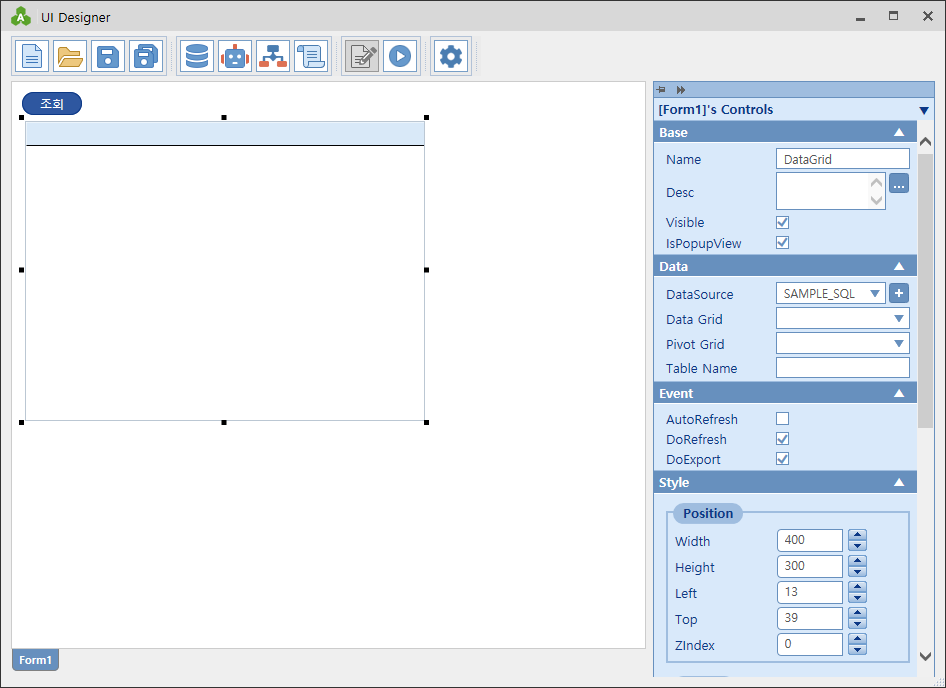 UI Designer
조회
[Form1]'s Controls
Base
Name DataGrid
Desc
...
Visible
IsPopupView
Data
DataSource SAMPLE_SQL +
Data Grid
Pivot Grid
Table Name
Event
AutoRefresh
DoRefresh
DoExport
Style
Position
Width 400
Height 300
Left 13
Top 39
ZIndex 0
Form1